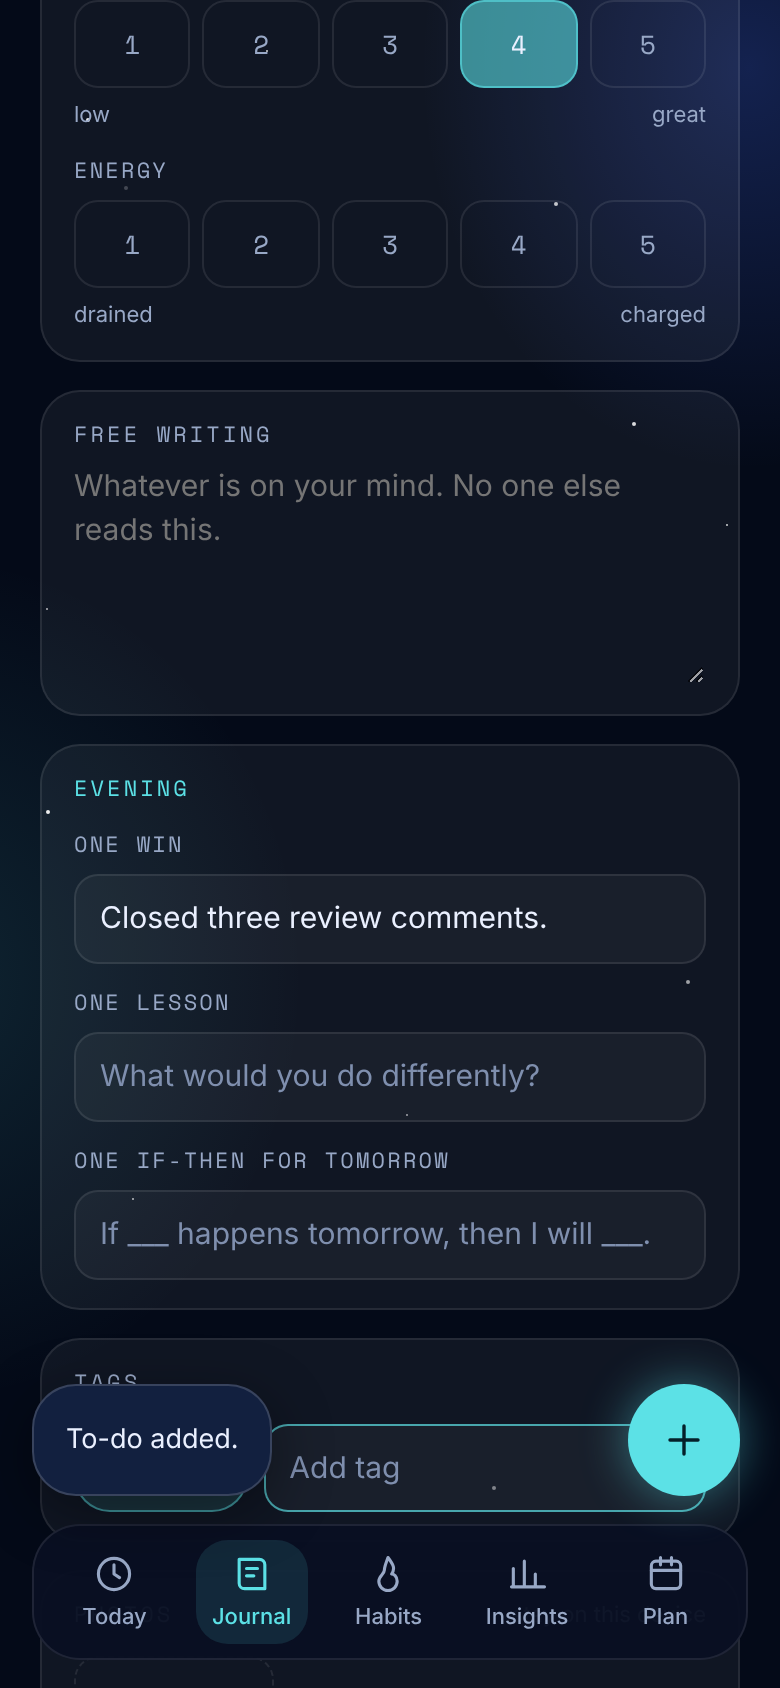 1 2 3 4 5
low great
ENERGY
1 2 3 4 5
drained charged
FREE WRITING
Whatever is on your mind. No one else
reads this.
EVENING
ONE WIN
Closed three review comments.
ONE LESSON
What would you do differently?
ONE IF-THEN FOR TOMORROW
If ___ happens tomorrow, then I will ___.
TAGS
To-do added.
Add tag
Today Journal Habits Insights Plan